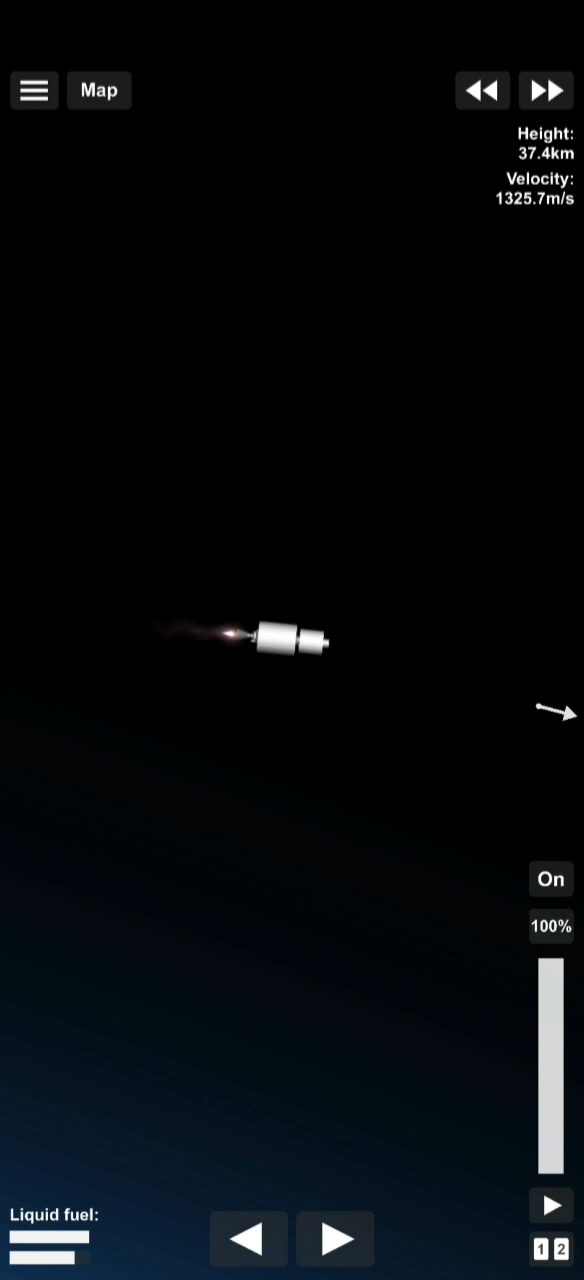 Map
Height:
37.4km
Velocity:
1325.7m/s
On
100%
Liquid fuel:
1 2